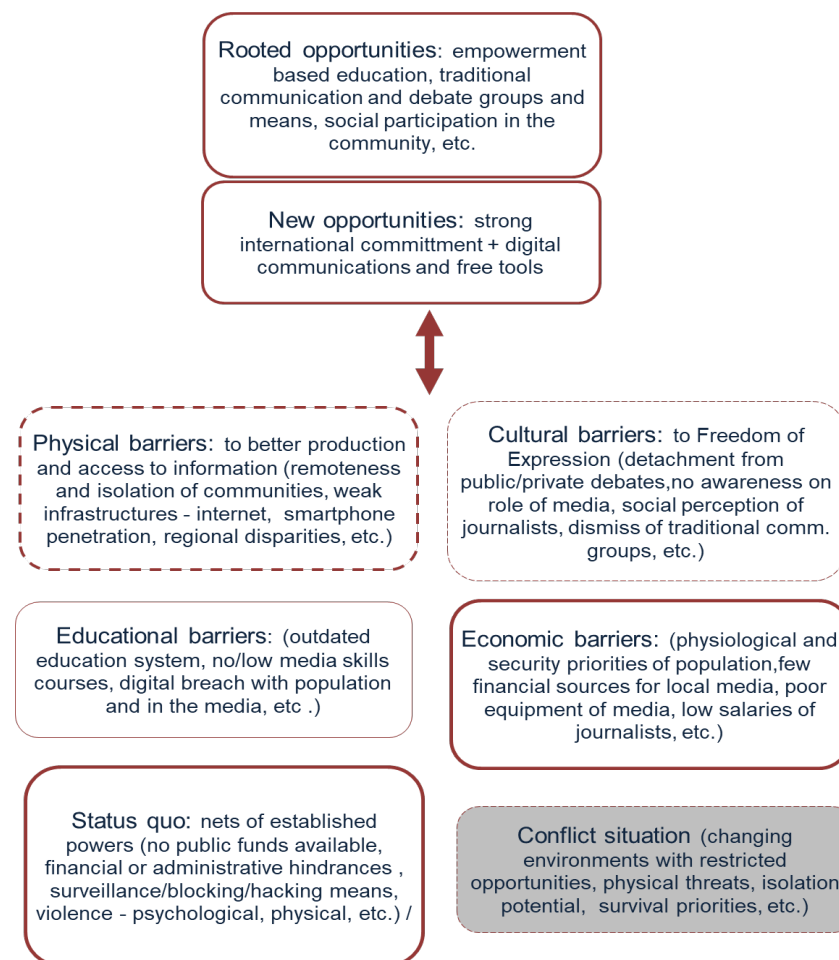 Rooted opportunities: empowerment
based education, traditional
communication and debate groups and
means, social participation in the
community, etc.
New opportunities: strong
international committment + digital
communications and free tools
Physical barriers: to better production
and access to information (remoteness
and isolation of communities, weak
infrastructures - internet, smartphone
penetration, regional disparities, etc.)
Cultural barriers: to Freedom of
Expression (detachment from
public/private debates,no awareness on
role of media, social perception of
journalists, dismiss of traditional comm.
groups, etc.)
Educational barriers: (outdated
education system, no/low media skills
courses, digital breach with population
and in the media, etc .)
Economic barriers: (physiological and
security priorities of population,few
financial sources for local media, poor
equipment of media, low salaries of
journalists, etc.)
Status quo: nets of established
powers (no public funds available,
financial or administrative hindrances ,
surveillance/blocking/hacking means,
violence - psychological, physical, etc.) /
Conflict situation (changing
environments with restricted
opportunities, physical threats, isolation
potential, survival priorities, etc.)